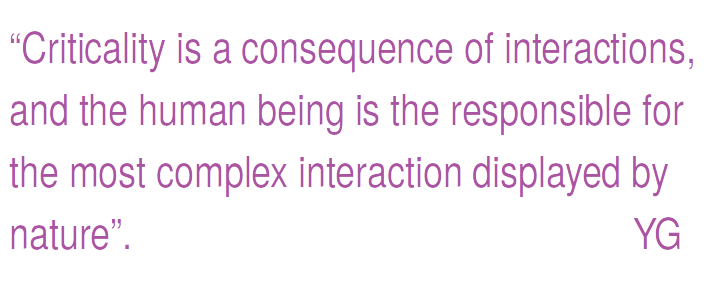 “Criticality is a consequence of interactions,
and the human being is the responsible for
the most complex interaction displayed by
nature”. YG